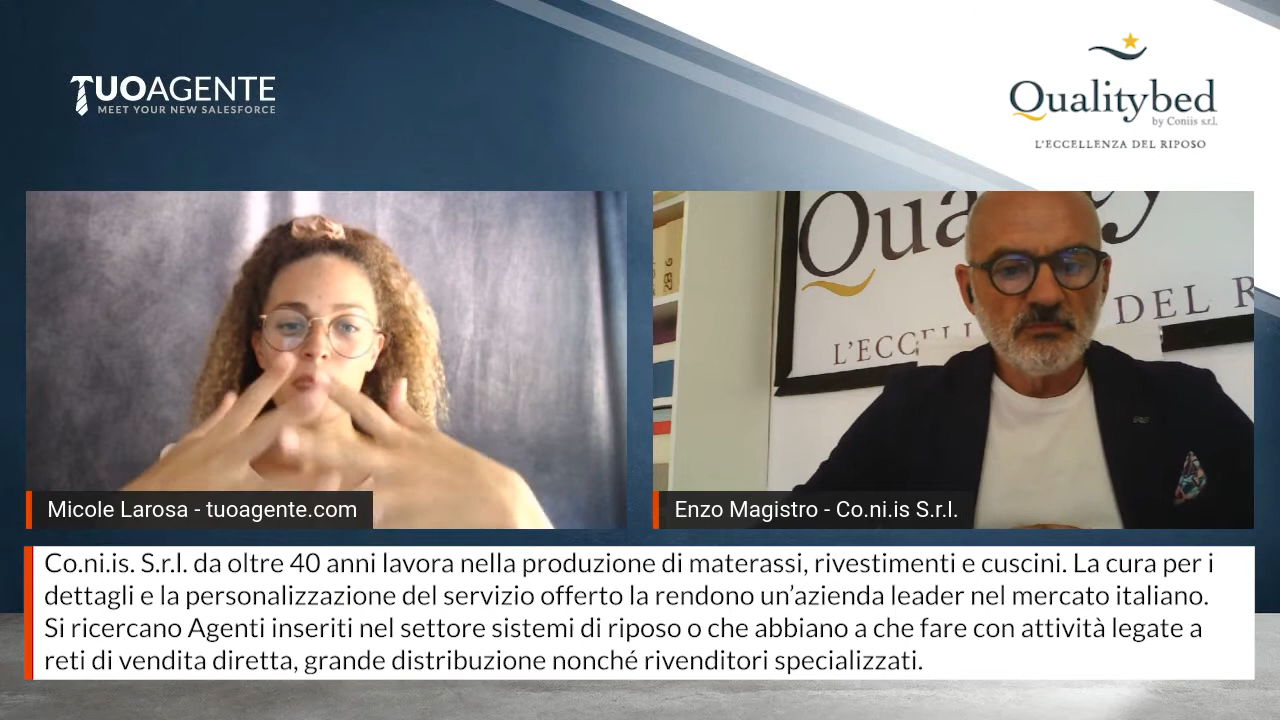 TUOAGENTE
MEET YOUR NEW SALESFORCE
Qualitybed
by Coniis s.r.l.
L'ECCELLENZA DEL RIPOSO
Qua y
L'ECCELL DEL R
Micole Larosa - tuoagente.com
Enzo Magistro - Co.ni.is S.r.l.
Co.ni.is. S.r.l. da oltre 40 anni lavora nella produzione di materassi, rivestimenti e cuscini. La cura per i
dettagli e la personalizzazione del servizio offerto la rendono un’azienda leader nel mercato italiano.
Si ricercano Agenti inseriti nel settore sistemi di riposo o che abbiano a che fare con attività legate a
reti di vendita diretta, grande distribuzione nonché rivenditori specializzati.